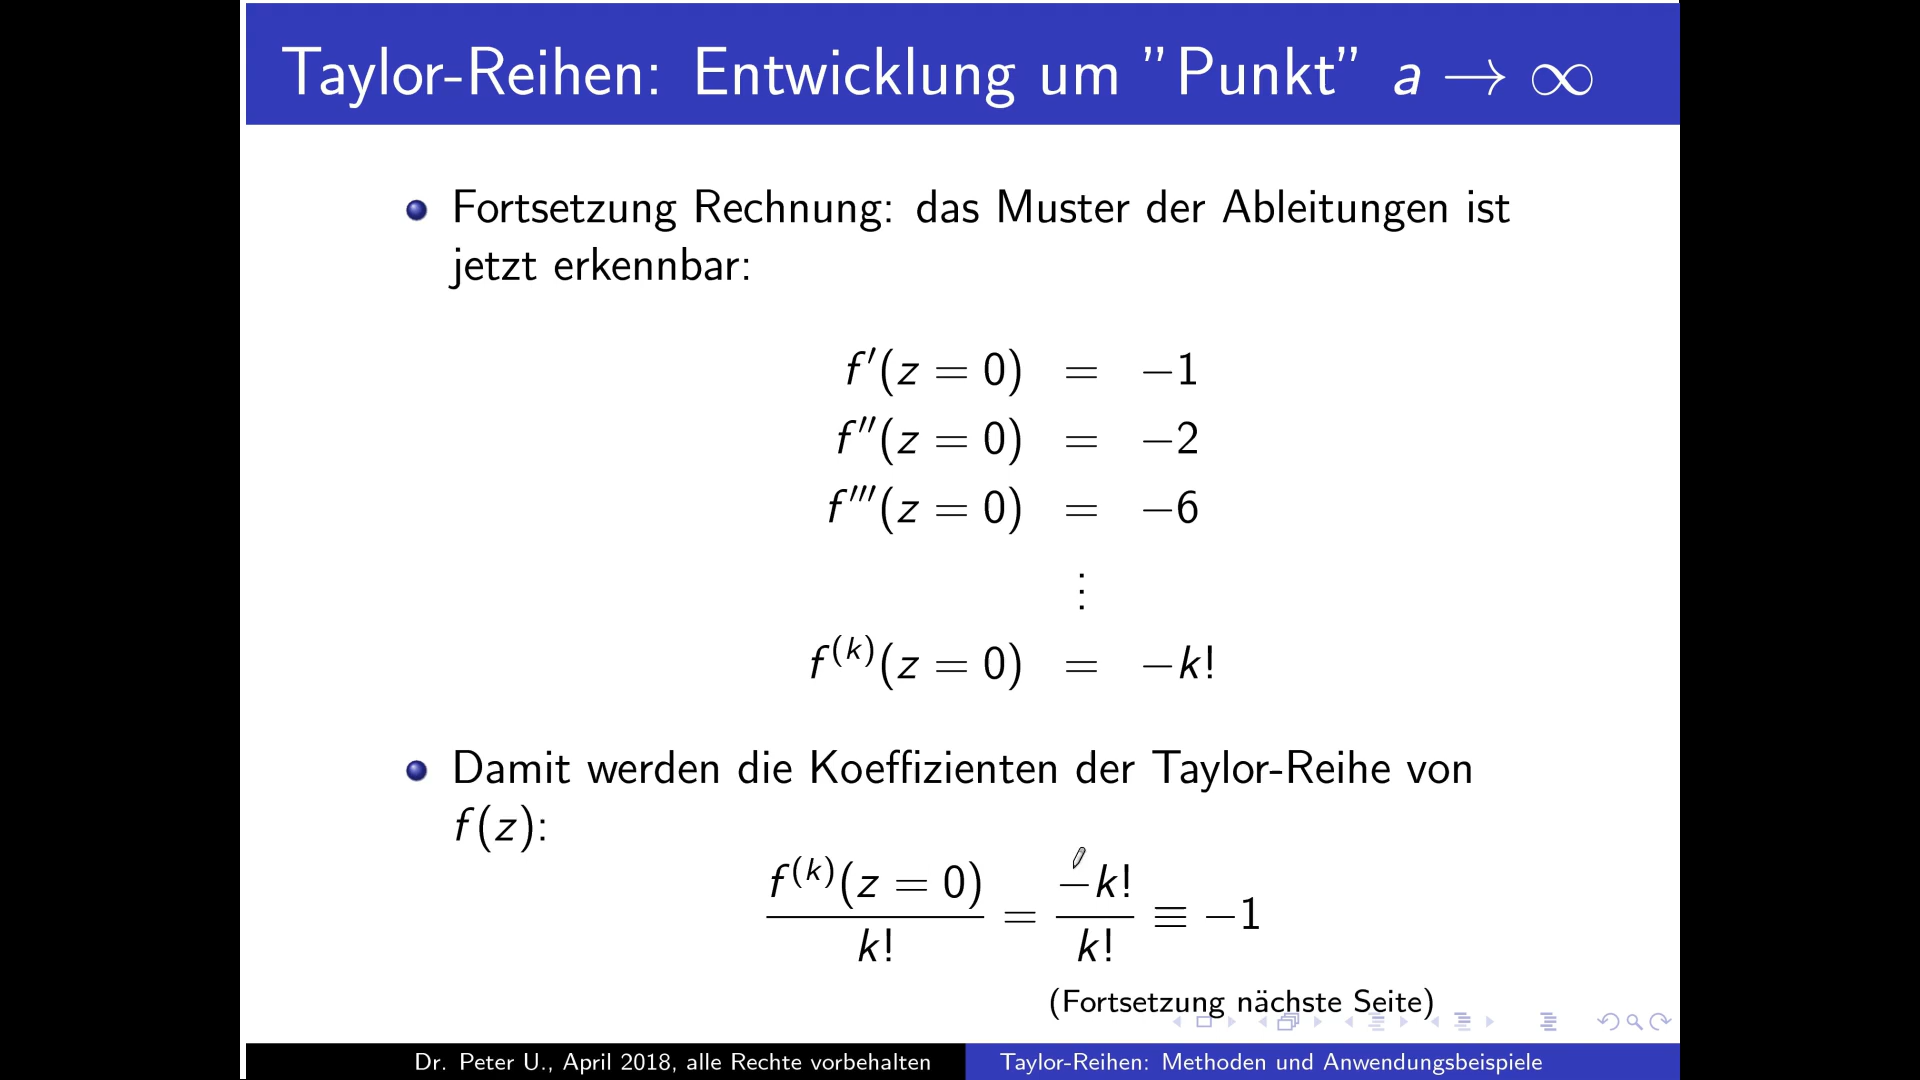 Taylor-Reihen: Entwicklung um ”Punkt” a → ∞
Fortsetzung Rechnung: das Muster der Ableitungen ist
jetzt erkennbar:
f′(z = 0) = −1
f″(z = 0) = −2
f‴(z = 0) = −6
⋮
f^(k)(z = 0) = −k!
Damit werden die Koeffizienten der Taylor-Reihe von
f(z):
f^(k)(z = 0) / k! = −k! / k! ≡ −1
(Fortsetzung nächste Seite)
Dr. Peter U., April 2018, alle Rechte vorbehalten
Taylor-Reihen: Methoden und Anwendungsbeispiele